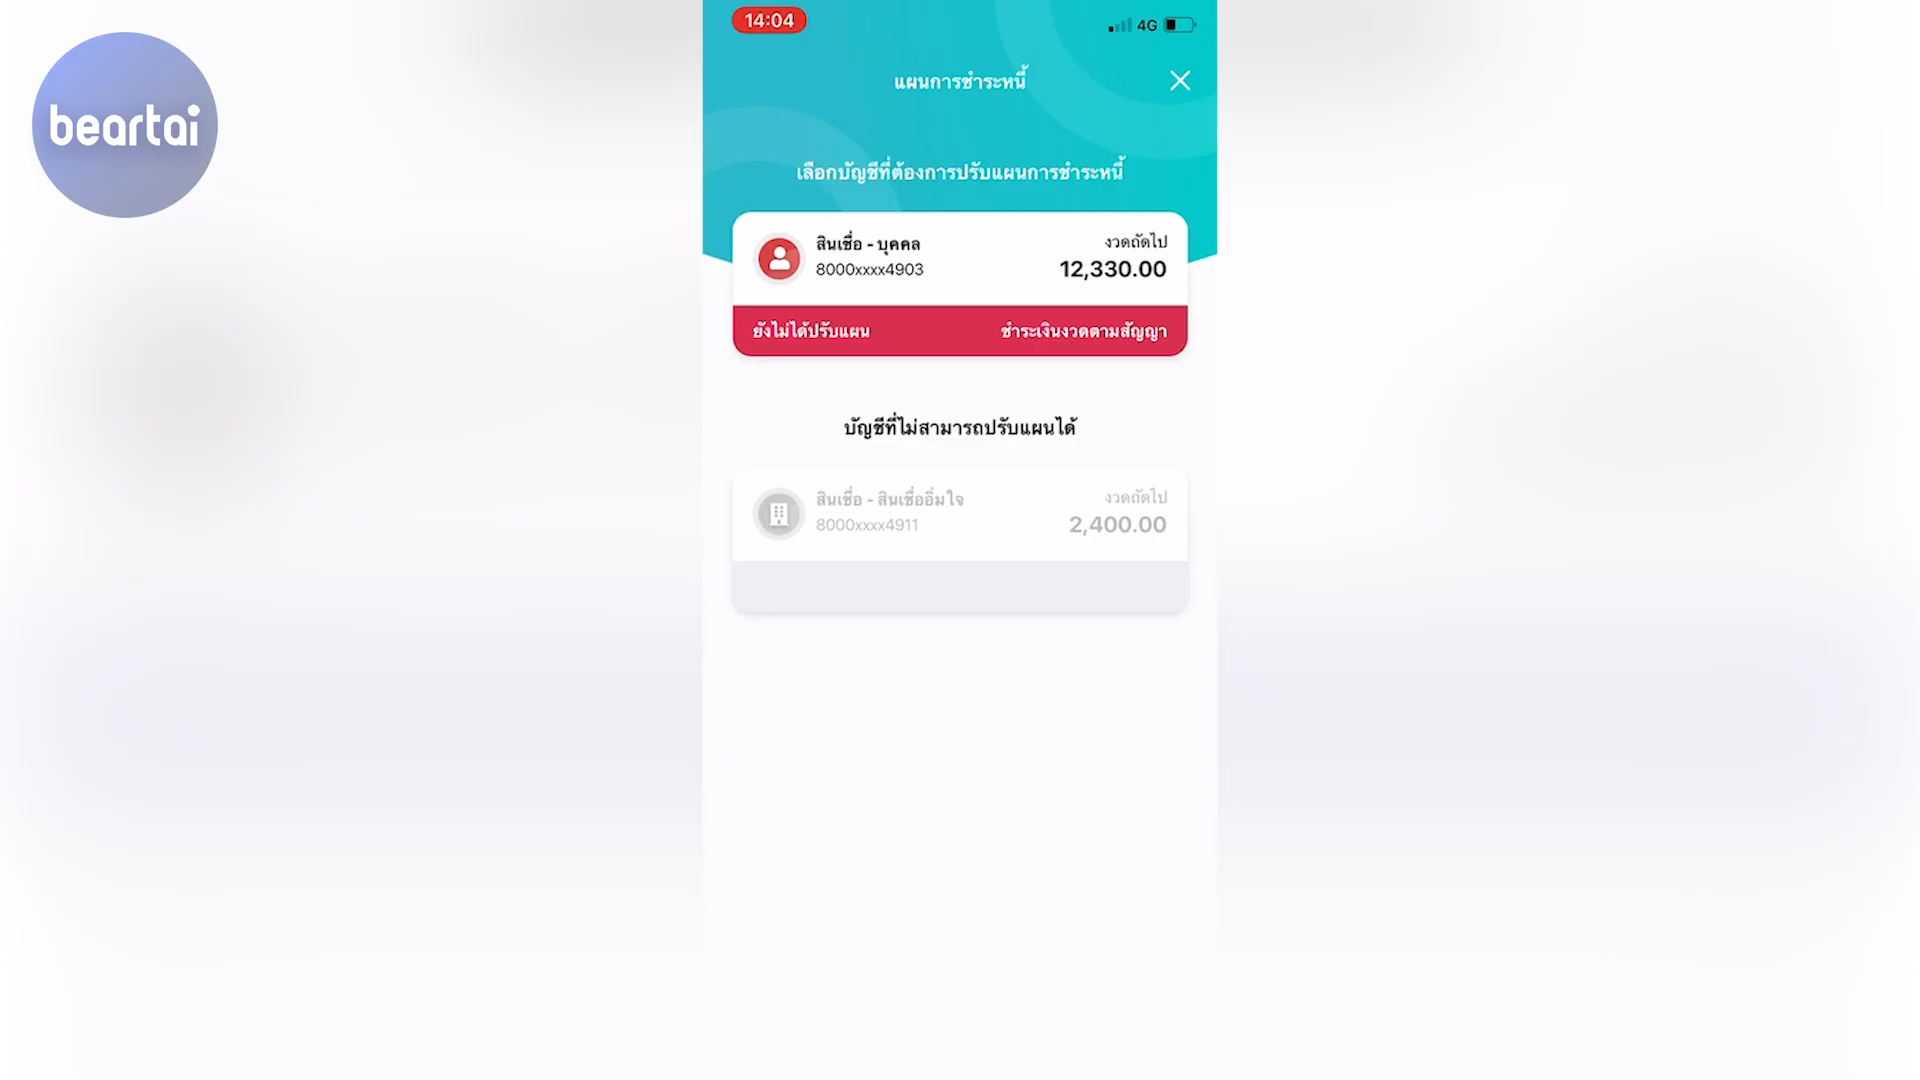 beartai
14:04
4G
แผนการชำระหนี้
เลือกบัญชีที่ต้องการปรับแผนการชำระหนี้
สินเชื่อ - บุคคล
งวดถัดไป
8000xxxx4903
12,330.00
ยังไม่ได้ปรับแผน
ชำระเงินงวดตามสัญญา
บัญชีที่ไม่สามารถปรับแผนได้
สินเชื่อ - สินเชื่ออิ่มใจ
งวดถัดไป
8000xxxx4911
2,400.00